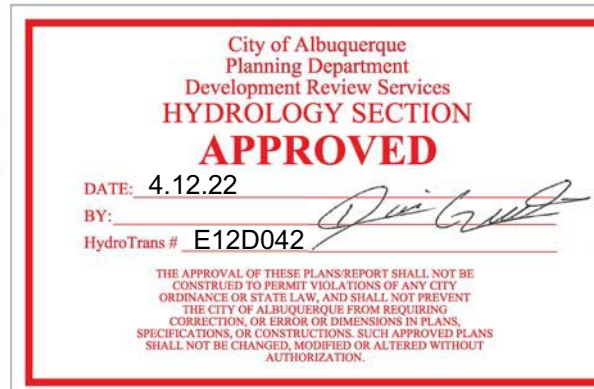 City of Albuquerque
Planning Department
Development Review Services
HYDROLOGY SECTION
APPROVED
DATE: 4.12.22
BY:
HydroTrans # E12D042
THE APPROVAL OF THESE PLANS/REPORT SHALL NOT BE
CONSTRUED TO PERMIT VIOLATIONS OF ANY CITY
ORDINANCE OR STATE LAW, AND SHALL NOT PREVENT
THE CITY OF ALBUQUERQUE FROM REQUIRING
CORRECTION, OR ERROR OR DIMENSIONS IN PLANS,
SPECIFICATIONS, OR CONSTRUCTIONS. SUCH APPROVED PLANS
SHALL NOT BE CHANGED, MODIFIED OR ALTERED WITHOUT
AUTHORIZATION.